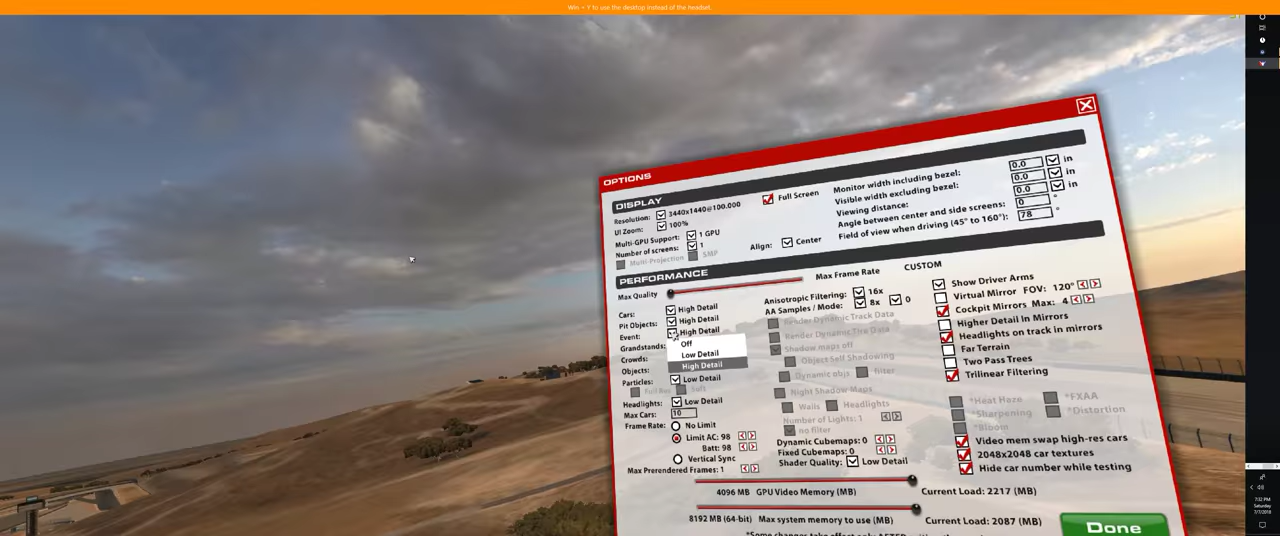 Win + Y to use the desktop instead of the headset.
OPTIONS
DISPLAY
Resolution: 3440x1440@100.000
Full Screen
UI Zoom: 100%
Multi-GPU Support: 1 GPU
Number of screens: 1
Multi-Projection SMP
Align: Center
Monitor width including bezel: 0.0 in
Visible width excluding bezel: 0.0 in
Viewing distance: 0.0 in
Angle between center and side screens: 0 °
Field of view when driving (45° to 160°): 78
PERFORMANCE
Max Quality Max Frame Rate CUSTOM
Cars: High Detail
Pit Objects: High Detail
Event: High Detail
Grandstands:
Crowds:
Objects:
Off
Low Detail
High Detail
Particles: Low Detail
Full Res Soft
Headlights: Low Detail
Max Cars: 10
Frame Rate: No Limit
Limit AC: 98
Batt: 98
Vertical Sync
Max Prerendered Frames: 1
Anisotropic Filtering: 16x
AA Samples / Mode: 8x 0
Render Dynamic Track Data
Render Dynamic Tire Data
Shadow maps off
Object Self Shadowing
Dynamic objs filter
Night Shadow Maps
Walls Headlights
Number of Lights: 1
no filter
Dynamic Cubemaps: 0
Fixed Cubemaps: 0
Shader Quality: Low Detail
Show Driver Arms
Virtual Mirror FOV: 120°
Cockpit Mirrors Max: 4
Higher Detail In Mirrors
Headlights on track in mirrors
Far Terrain
Two Pass Trees
Trilinear Filtering
*Heat Haze *FXAA
*Sharpening *Distortion
*Bloom
Video mem swap high-res cars
2048x2048 car textures
Hide car number while testing
4096 MB GPU Video Memory (MB) Current Load: 2217 (MB)
8192 MB (64-bit) Max system memory to use (MB) Current Load: 2087 (MB)
Done
7:32 PM
Saturday
7/7/2018